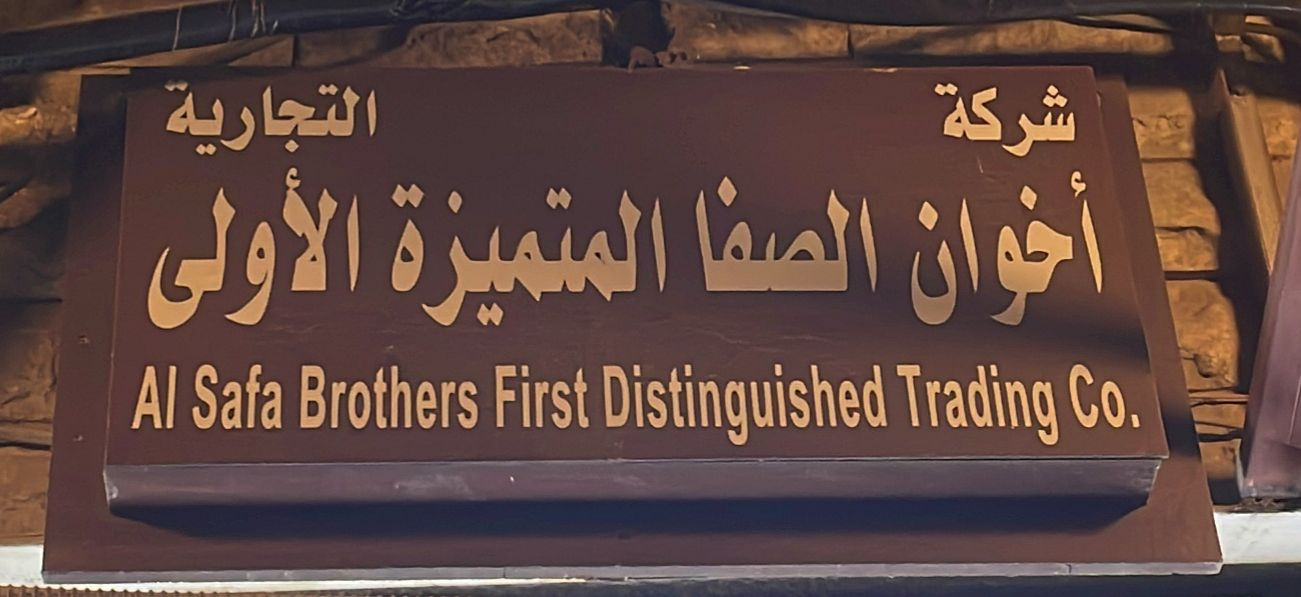 شركة التجارية
أخوان الصفا المتميزة الأولى
Al Safa Brothers First Distinguished Trading Co.